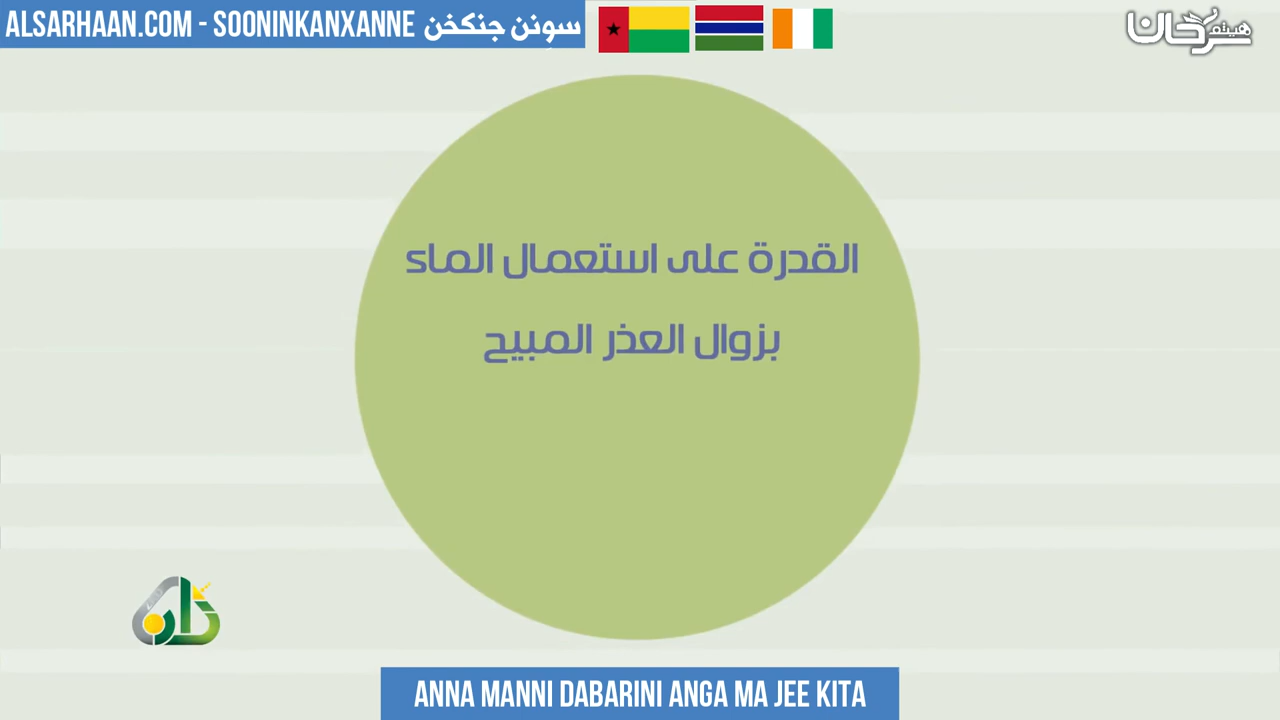 ALSARHAAN.COM - SOONINKANXANNE سونن جنكخن
هيثم سرحان
القدرة على استعمال الماء
بزوال العذر المبيح
ANNA MANNI DABARINI ANGA MA JEE KITA